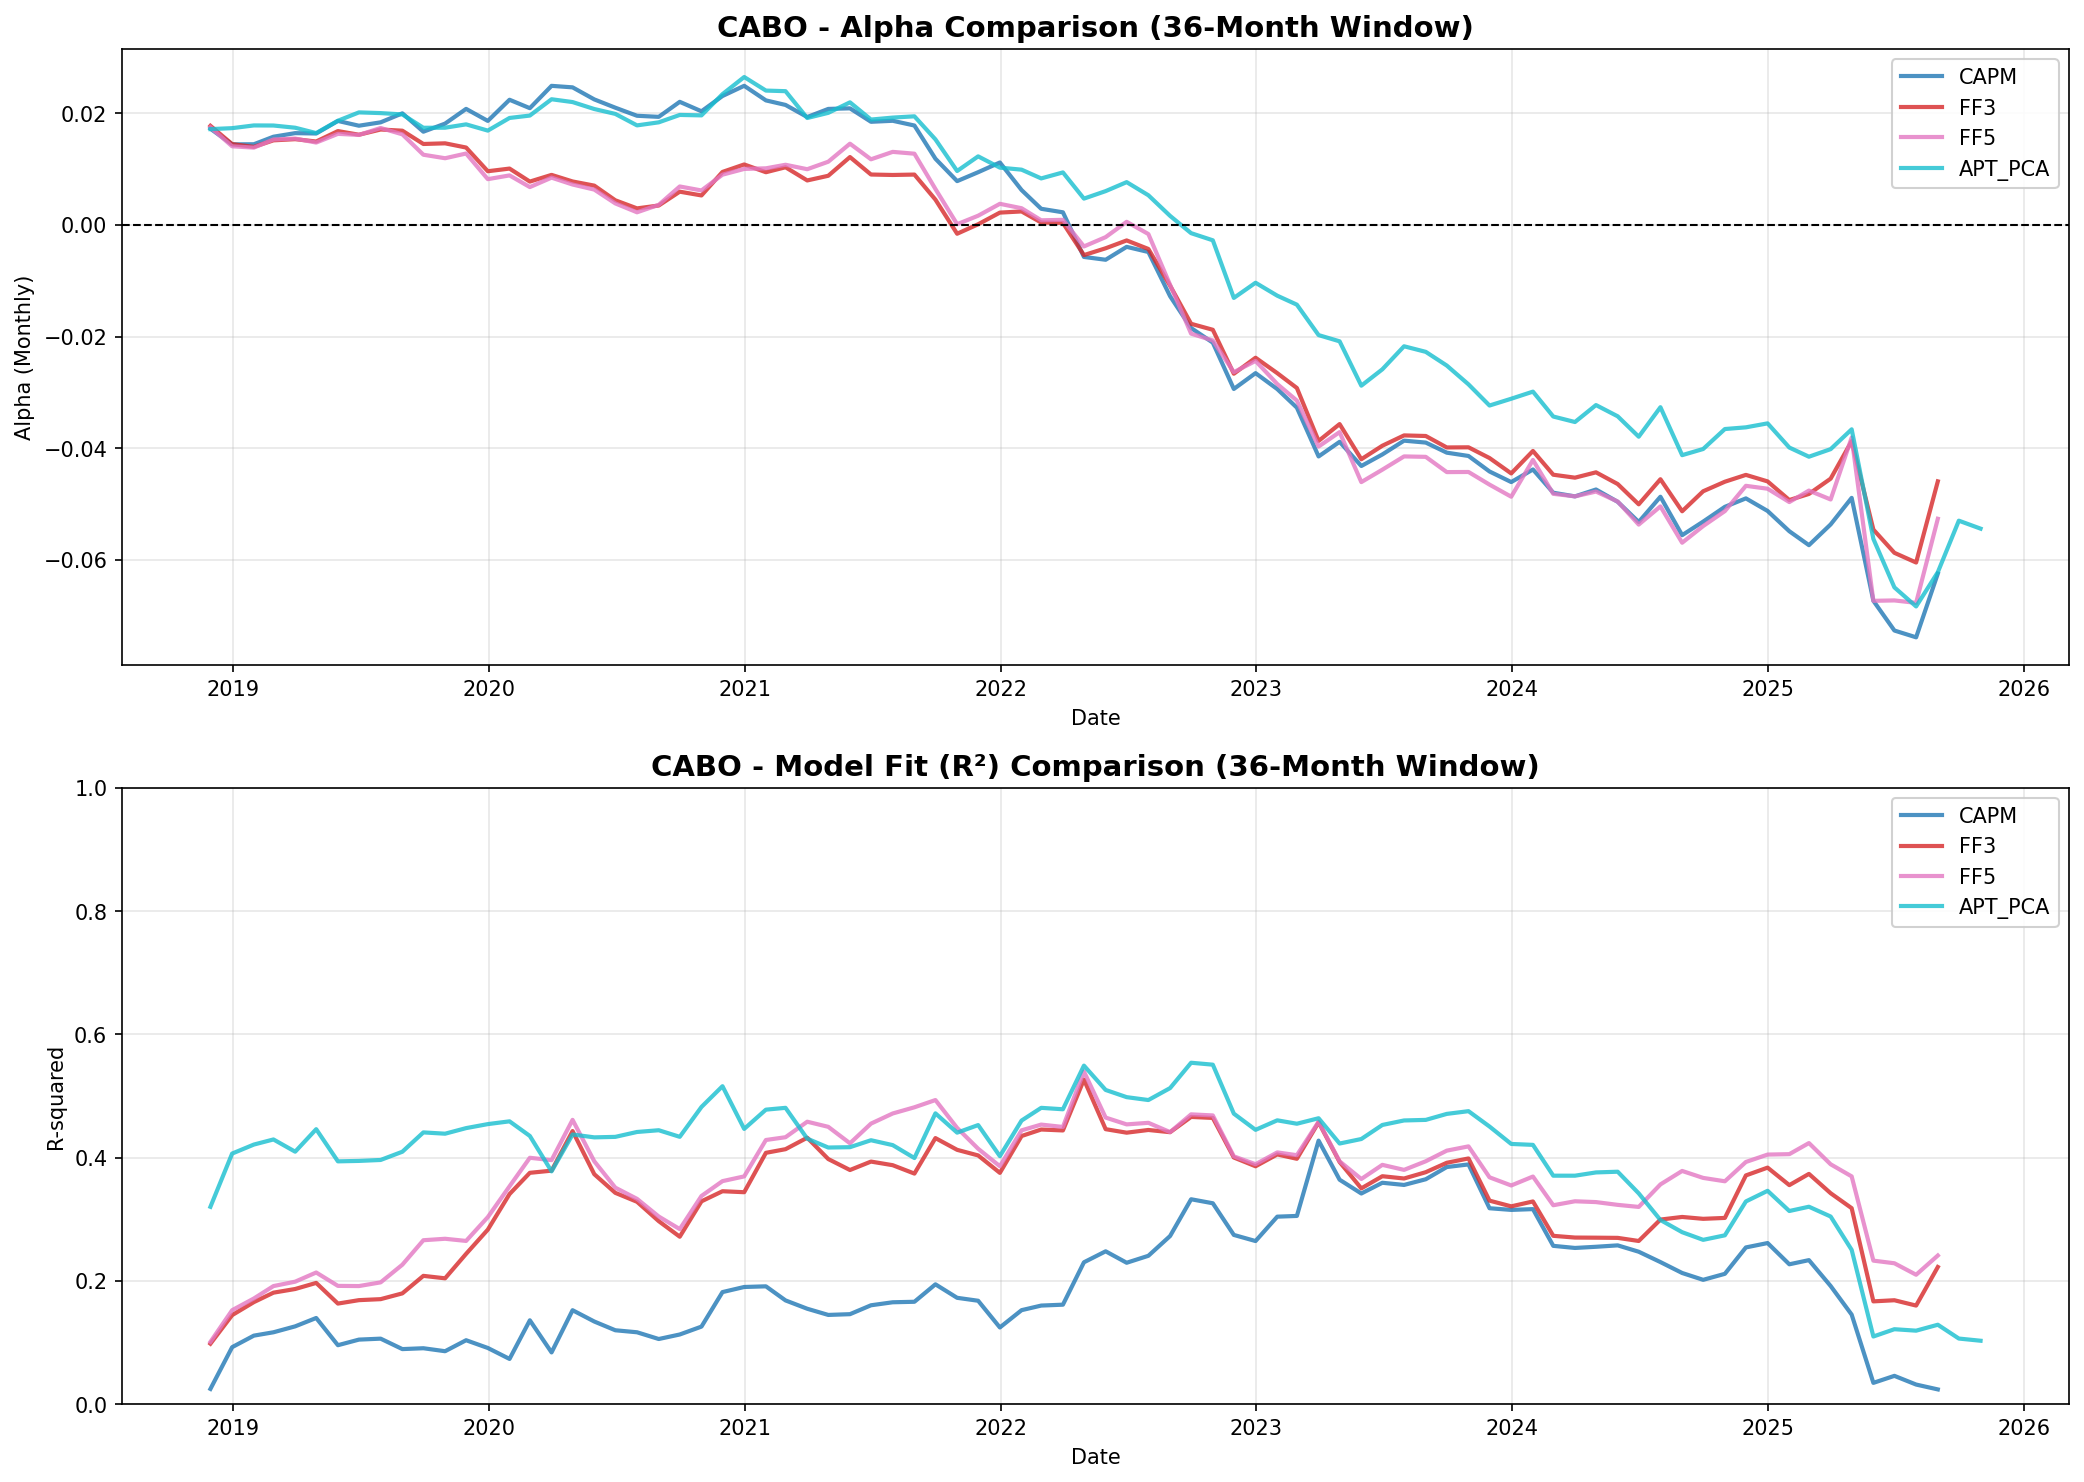 CABO - Alpha Comparison (36-Month Window)
CAPM
FF3
FF5
APT_PCA
0.02
0.00
−0.02
−0.04
−0.06
Alpha (Monthly)
2019 2020 2021 2022 2023 2024 2025 2026
Date
CABO - Model Fit (R²) Comparison (36-Month Window)
CAPM
FF3
FF5
APT_PCA
1.0
0.8
0.6
0.4
0.2
0.0
R-squared
2019 2020 2021 2022 2023 2024 2025 2026
Date